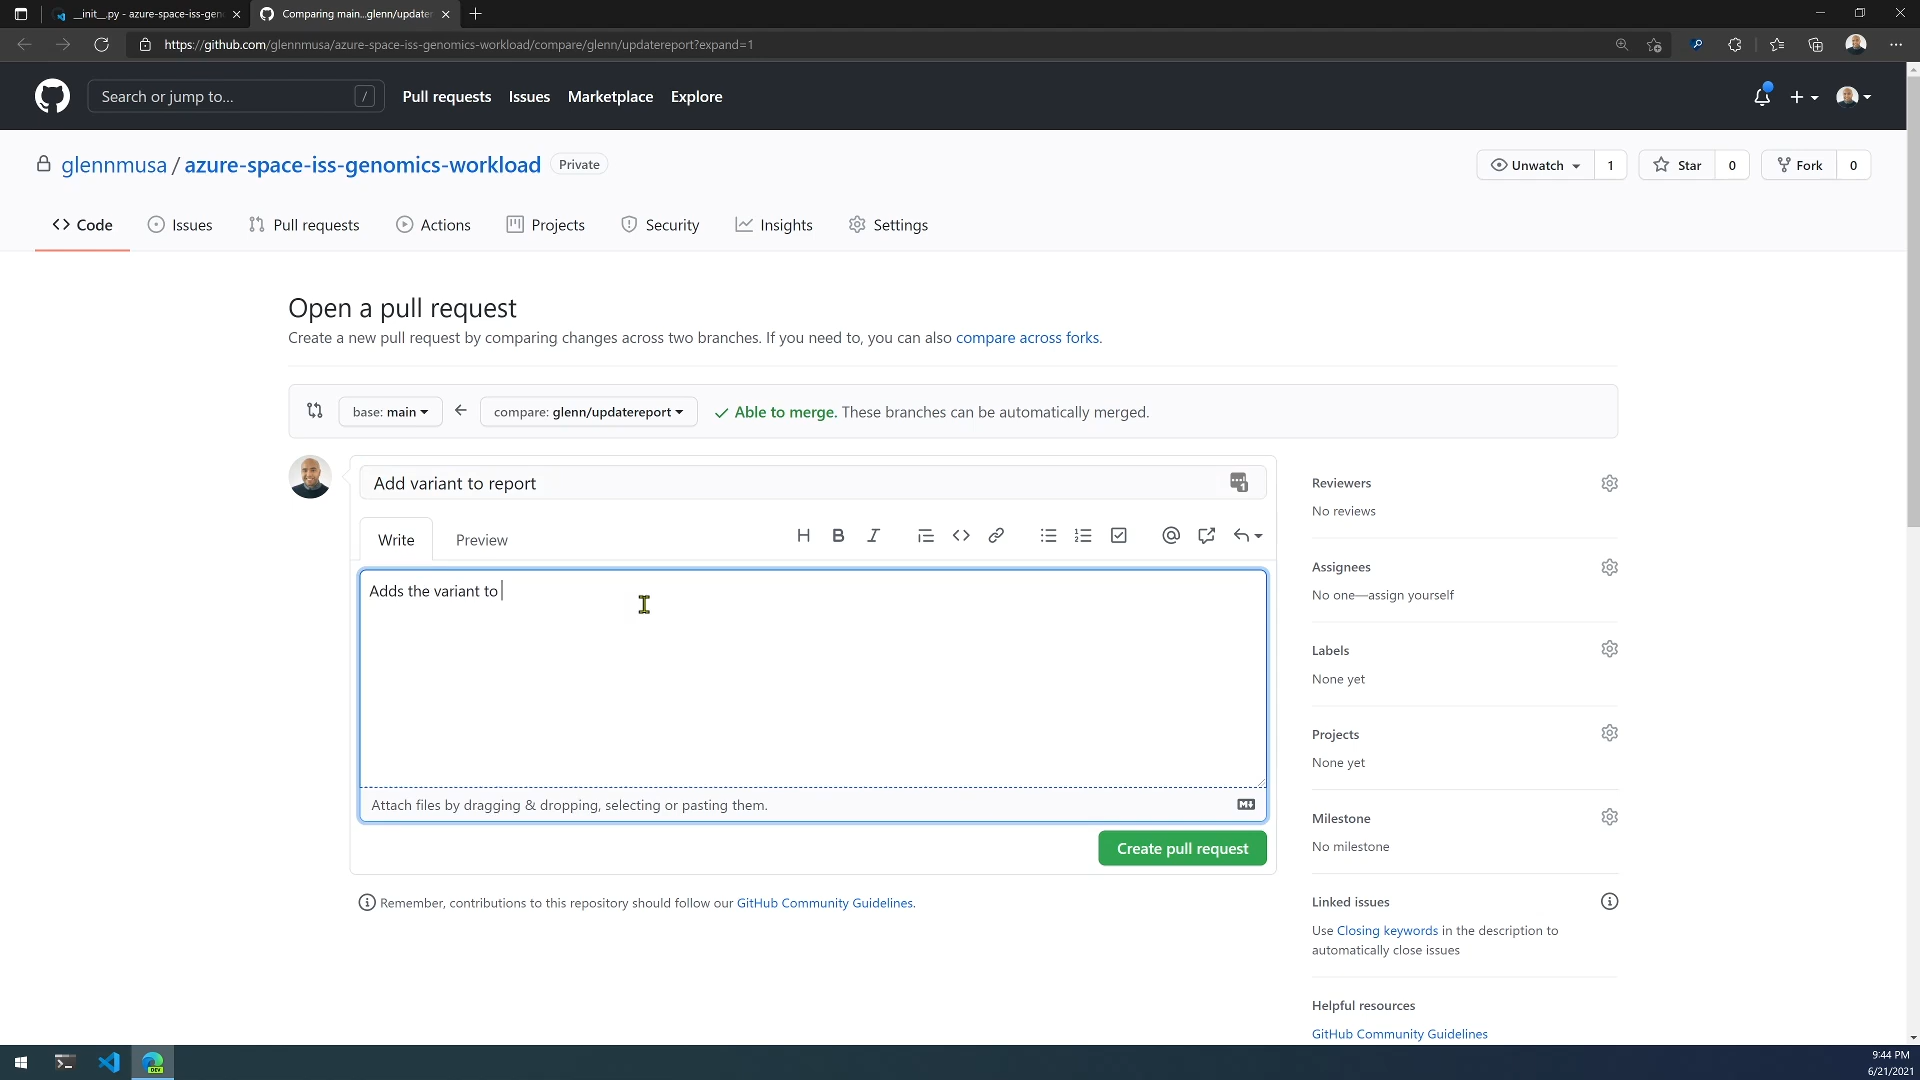 __init__.py - azure-space-iss-gen
Comparing main...glenn/updater
https://github.com/glennmusa/azure-space-iss-genomics-workload/compare/glenn/updatereport?expand=1
Search or jump to... /
Pull requests Issues Marketplace Explore
glennmusa / azure-space-iss-genomics-workload Private
Unwatch 1 Star 0 Fork 0
Code Issues Pull requests Actions Projects Security Insights Settings
Open a pull request
Create a new pull request by comparing changes across two branches. If you need to, you can also compare across forks.
base: main compare: glenn/updatereport Able to merge. These branches can be automatically merged.
Add variant to report
Write Preview
Adds the variant to
Attach files by dragging & dropping, selecting or pasting them.
Create pull request
Remember, contributions to this repository should follow our GitHub Community Guidelines.
Reviewers
No reviews
Assignees
No one—assign yourself
Labels
None yet
Projects
None yet
Milestone
No milestone
Linked issues
Use Closing keywords in the description to
automatically close issues
Helpful resources
GitHub Community Guidelines
DEV
9:44 PM
6/21/2021